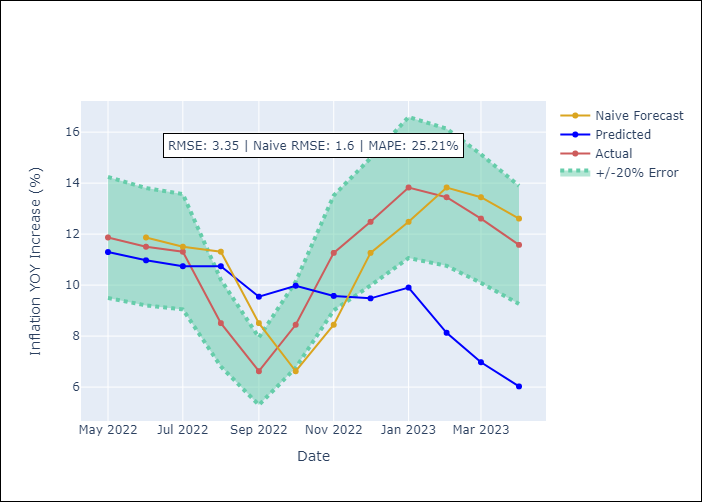 RMSE: 3.35 | Naive RMSE: 1.6 | MAPE: 25.21%
Naive Forecast
Predicted
Actual
+/-20% Error
Inflation YOY Increase (%)
16
14
12
10
8
6
May 2022 Jul 2022 Sep 2022 Nov 2022 Jan 2023 Mar 2023
Date